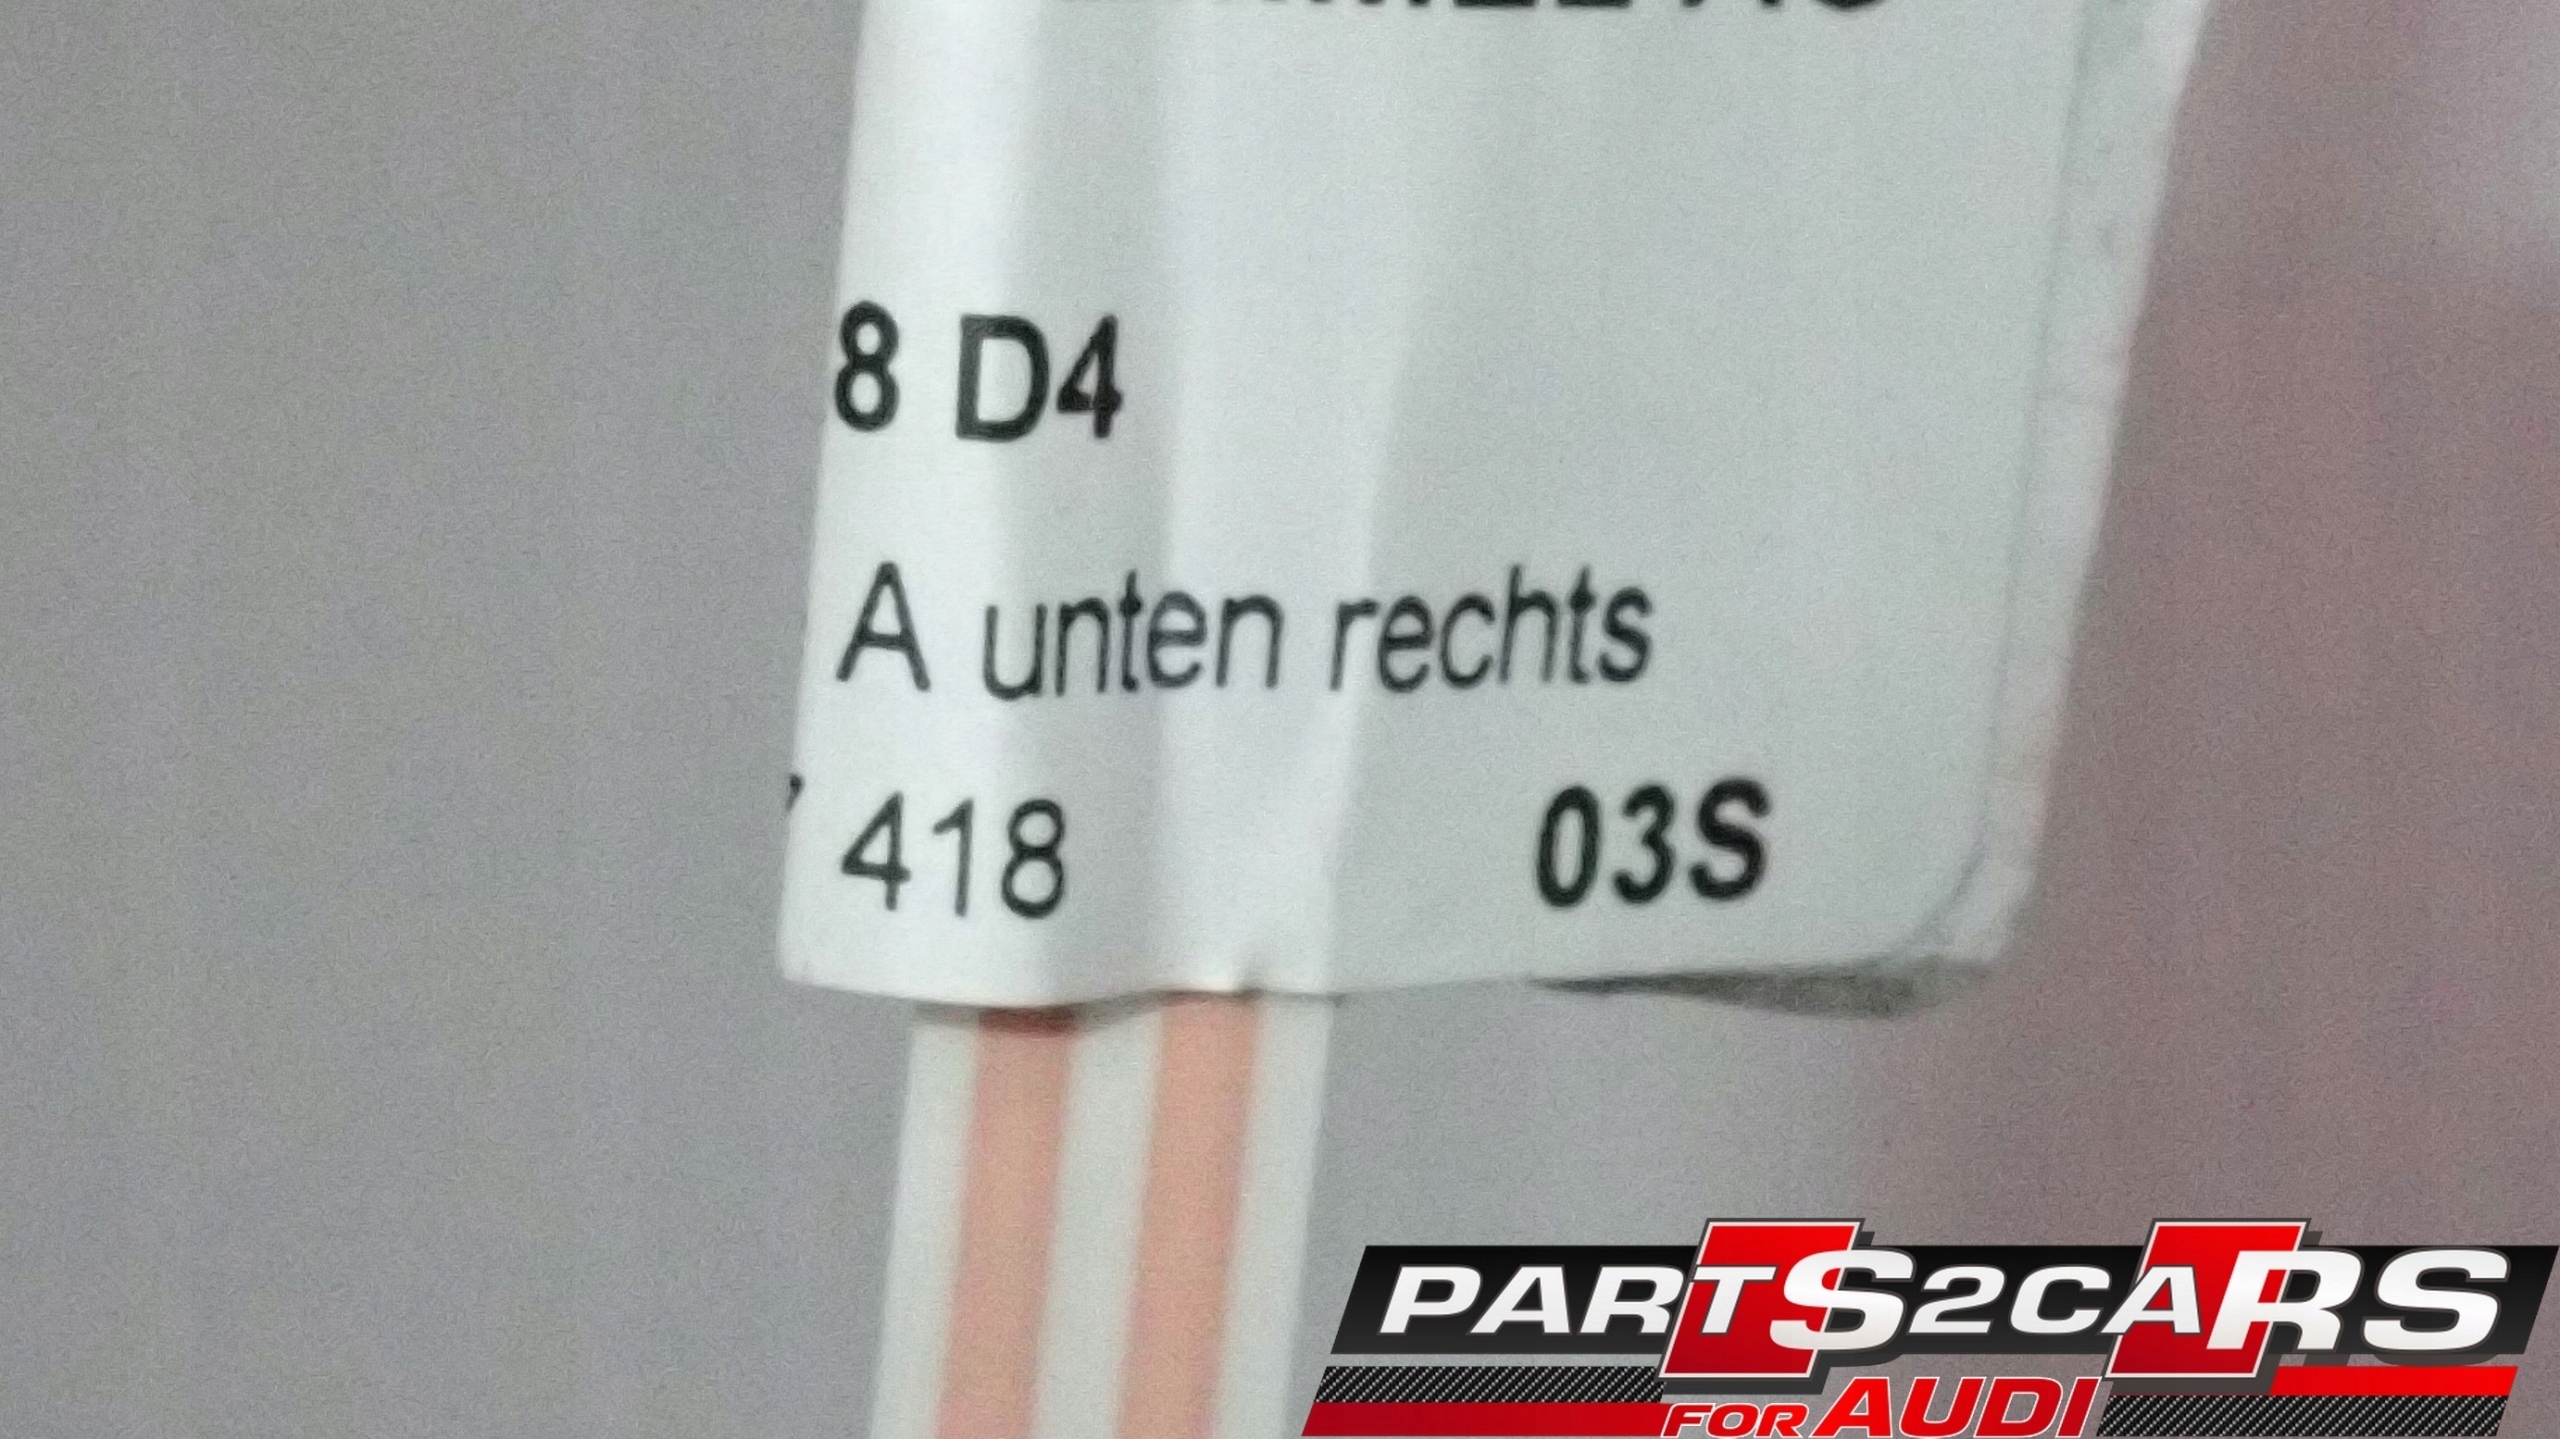 8 D4
A unten rechts
418 03S
PARTS2CARS
FOR AUDI